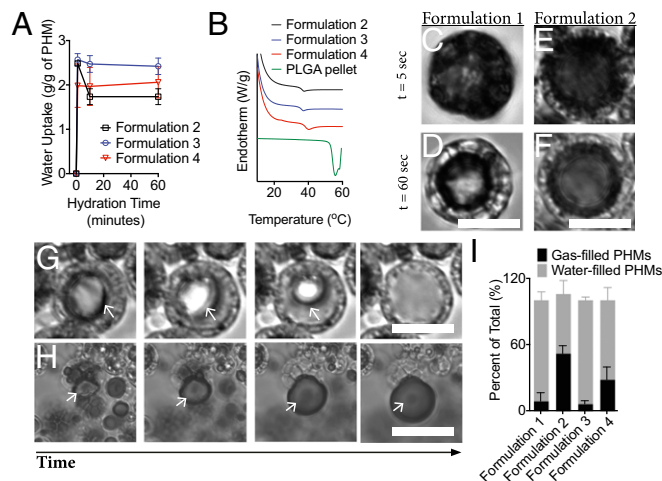 A
Water Uptake (g/g of PHM)
3
2
1
0
0
20
40
60
Formulation 2
Formulation 3
Formulation 4
Hydration Time
(minutes)
B
Formulation 2
Formulation 3
Formulation 4
PLGA pellet
Endotherm (W/g)
20
40
60
Temperature (°C)
Formulation 1
Formulation 2
t = 5 sec
t = 60 sec
C
E
D
F
G
H
Time
I
Gas-filled PHMs
Water-filled PHMs
Percent of Total (%)
120
60
0
Formulation 1
Formulation 2
Formulation 3
Formulation 4